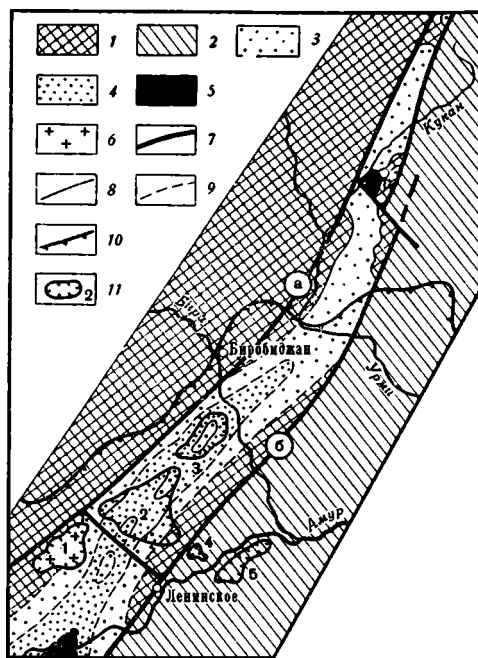 1 2 3
4 5
6 7
8 9
10
11 2
Кукан
а
Бира
Биробиджан
Урми
б
3
2
1
4
Амур
5
Ленинское